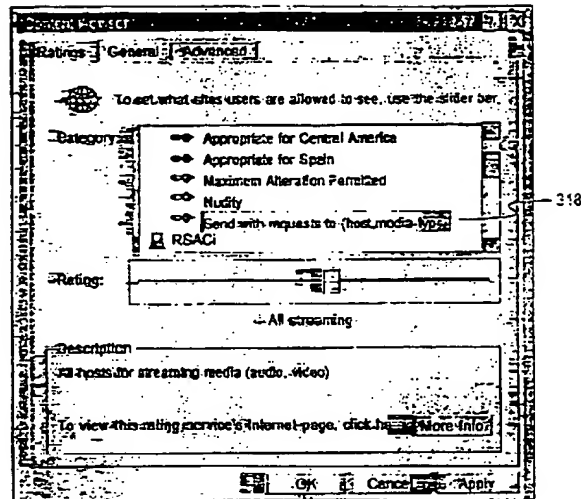 Content Advisor
Ratings General Advanced
To set what sites users are allowed to see, use the slider bar.
Category:
Appropriate for Central America
Appropriate for Spain
Maximum Alteration Permitted
Nudity
Send with requests to (host,media-type)
RSACi
318
Rating:
All streaming
Description
All hosts for streaming media (audio, video)
To view this rating service's Internet page, click More Info
OK Cancel Apply